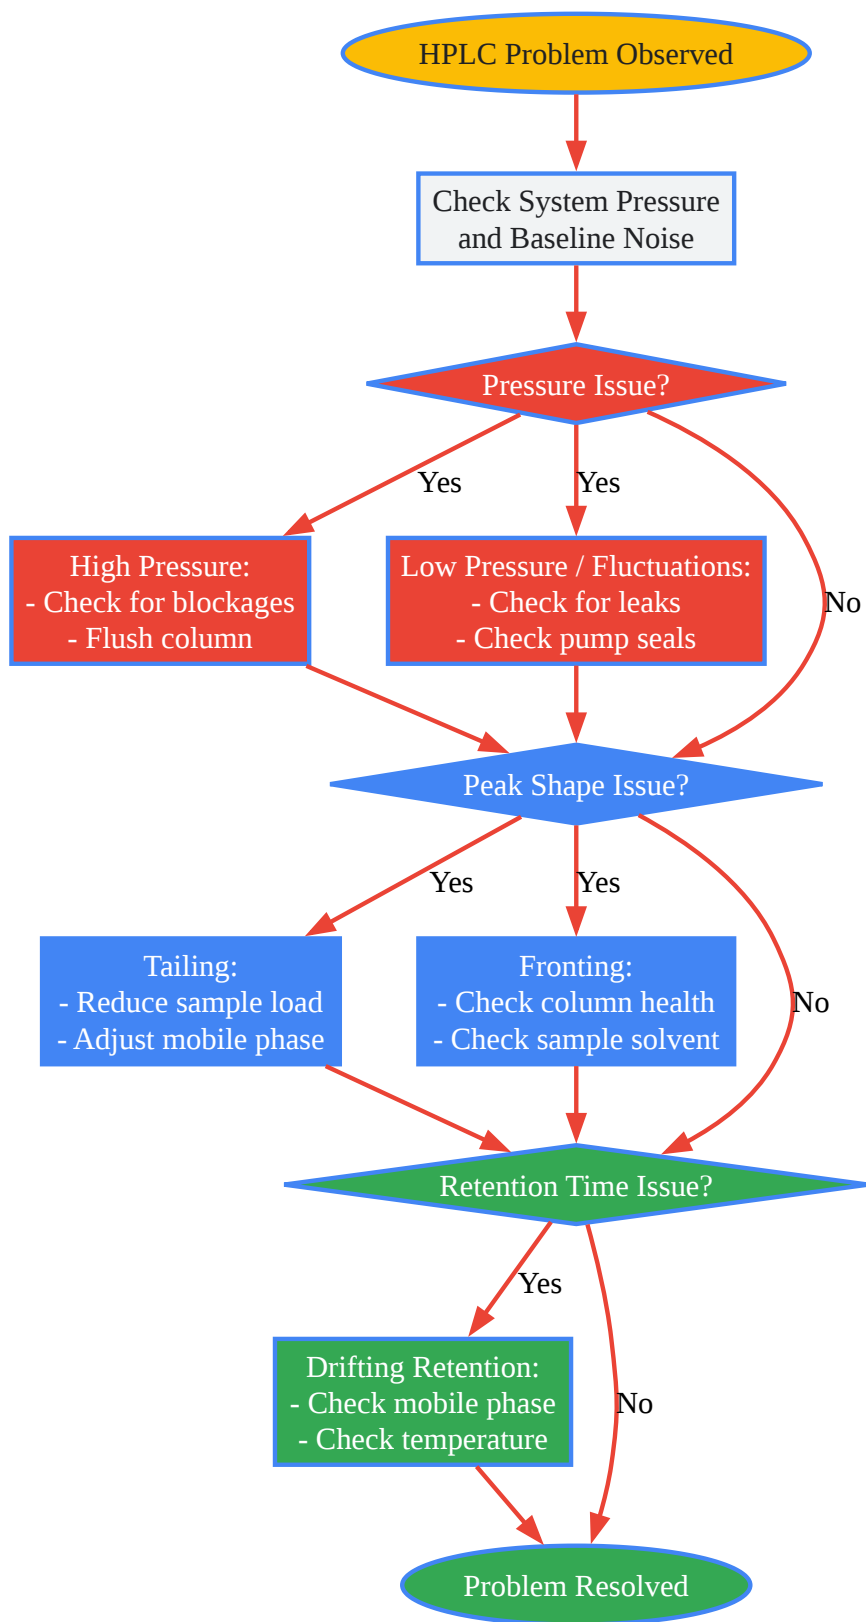 HPLC Problem Observed
Check System Pressure
and Baseline Noise
Pressure Issue?
Yes
Yes
No
High Pressure:
- Check for blockages
- Flush column
Low Pressure / Fluctuations:
- Check for leaks
- Check pump seals
Peak Shape Issue?
Yes
Yes
No
Tailing:
- Reduce sample load
- Adjust mobile phase
Fronting:
- Check column health
- Check sample solvent
Retention Time Issue?
Yes
No
Drifting Retention:
- Check mobile phase
- Check temperature
Problem Resolved